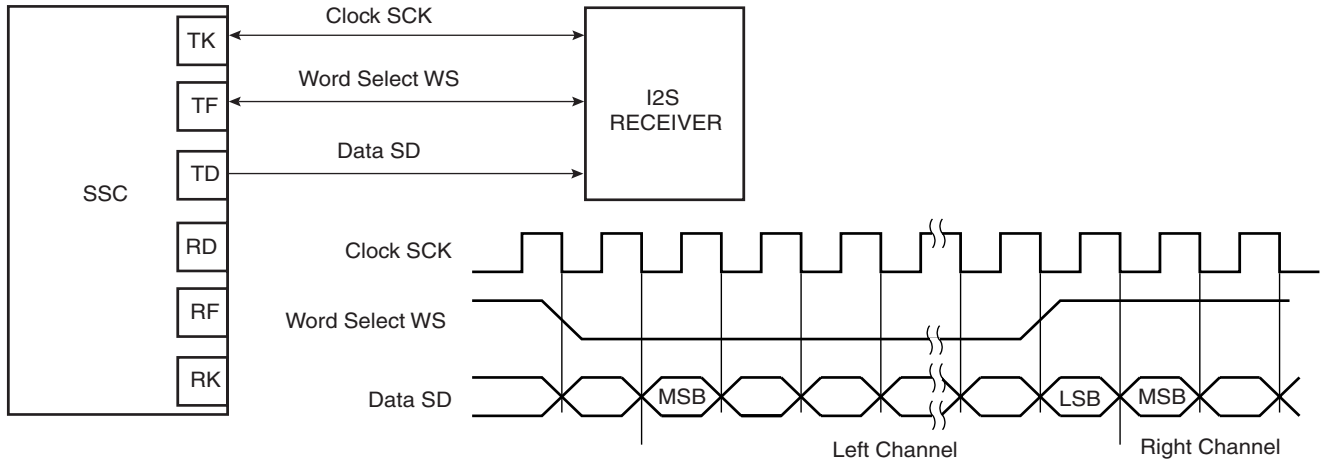 Clock SCK
TK
Word Select WS
TF
I2S
RECEIVER
Data SD
TD
SSC
RD
RF
RK
Clock SCK
Word Select WS
Data SD
MSB
LSB
MSB
Left Channel
Right Channel